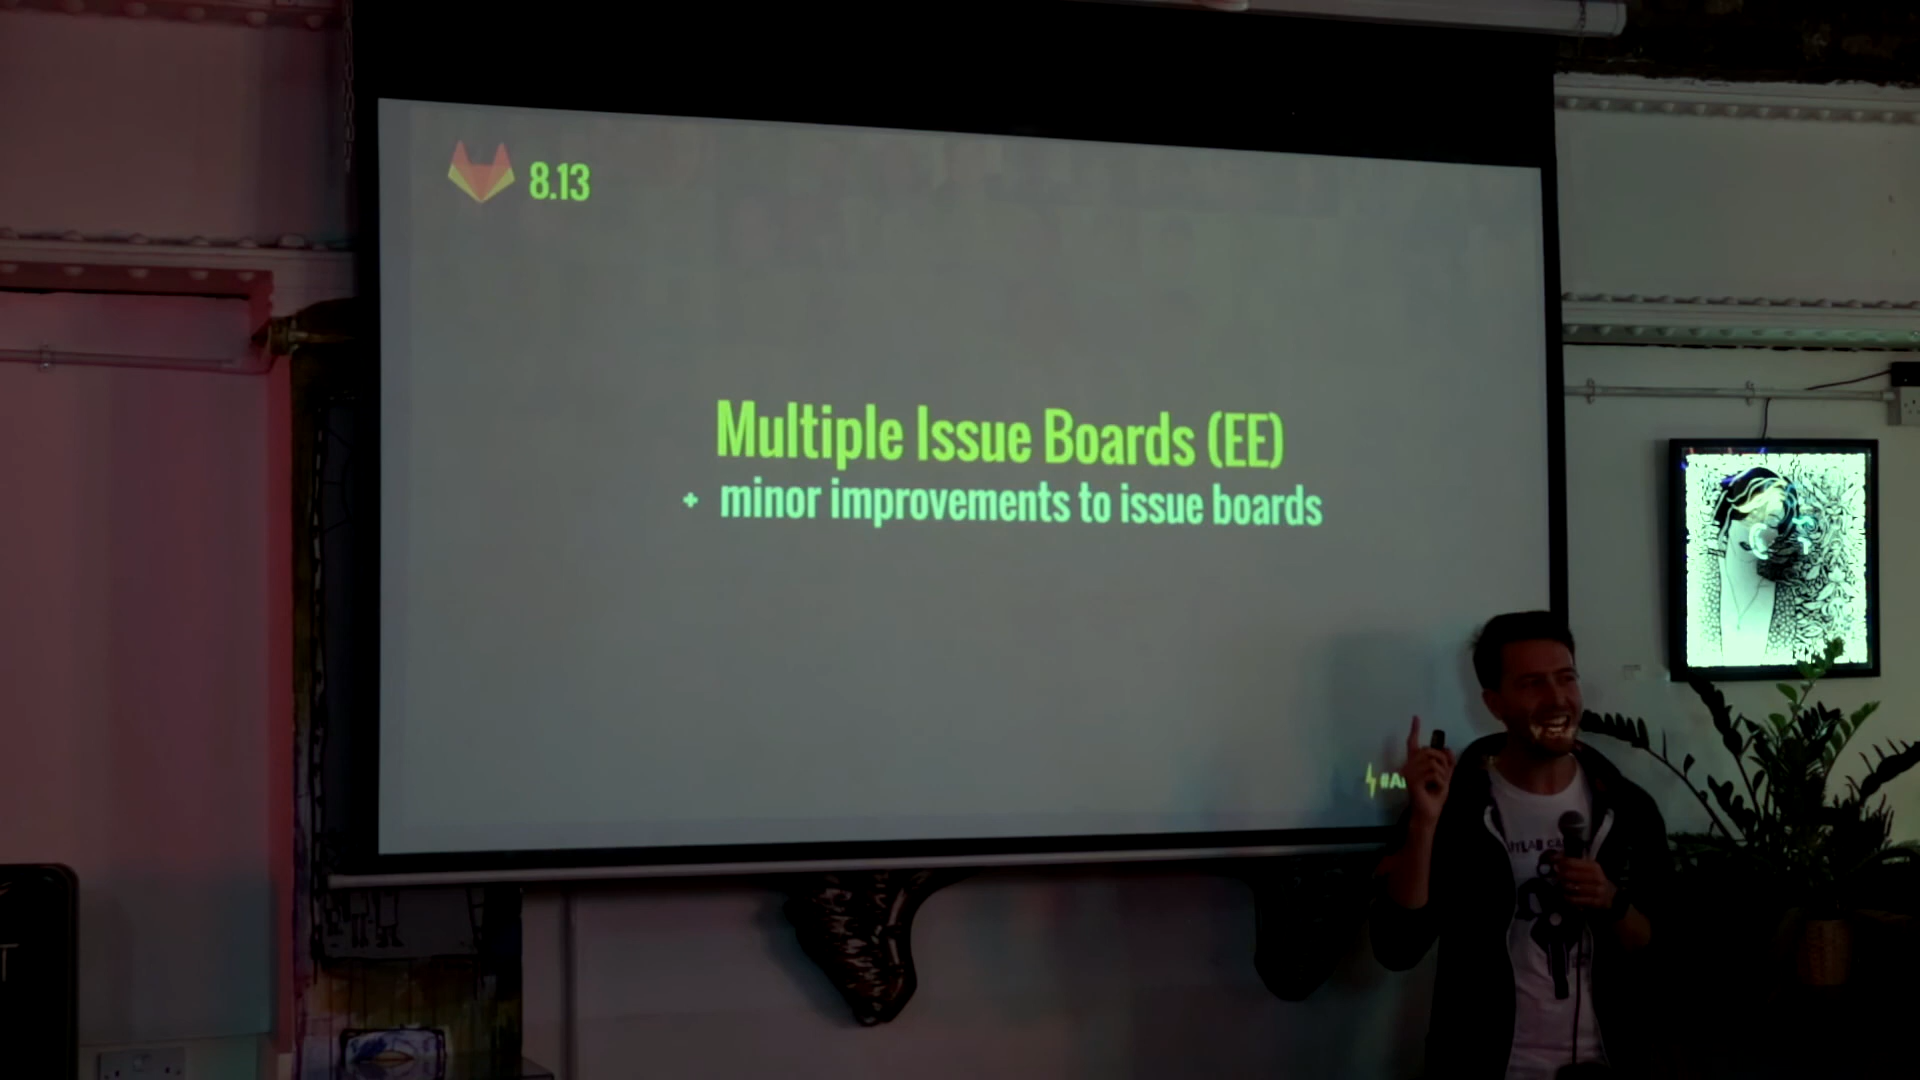 8.13
Multiple Issue Boards (EE)
+ minor improvements to issue boards